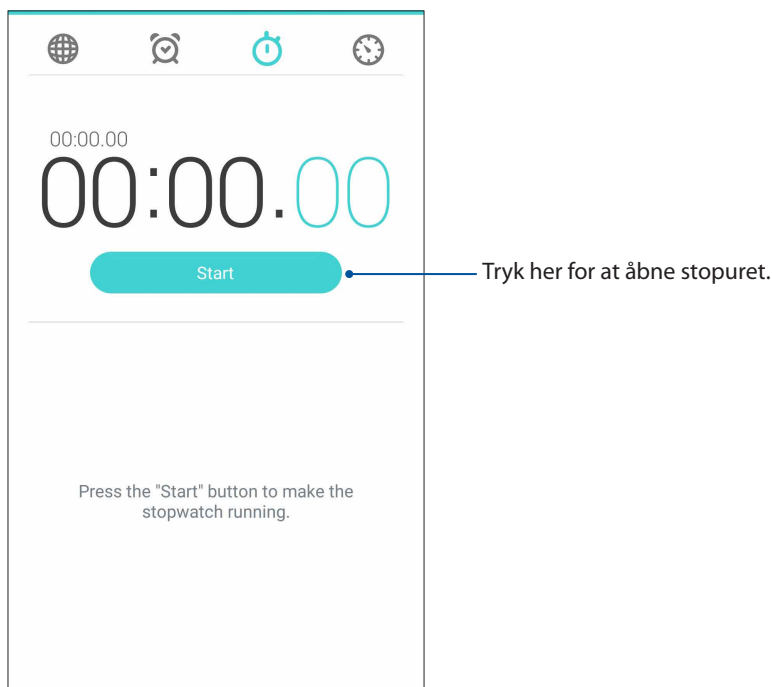 00:00.00
00:00.00
Start
Tryk her for at åbne stopuret.
Press the "Start" button to make the
stopwatch running.